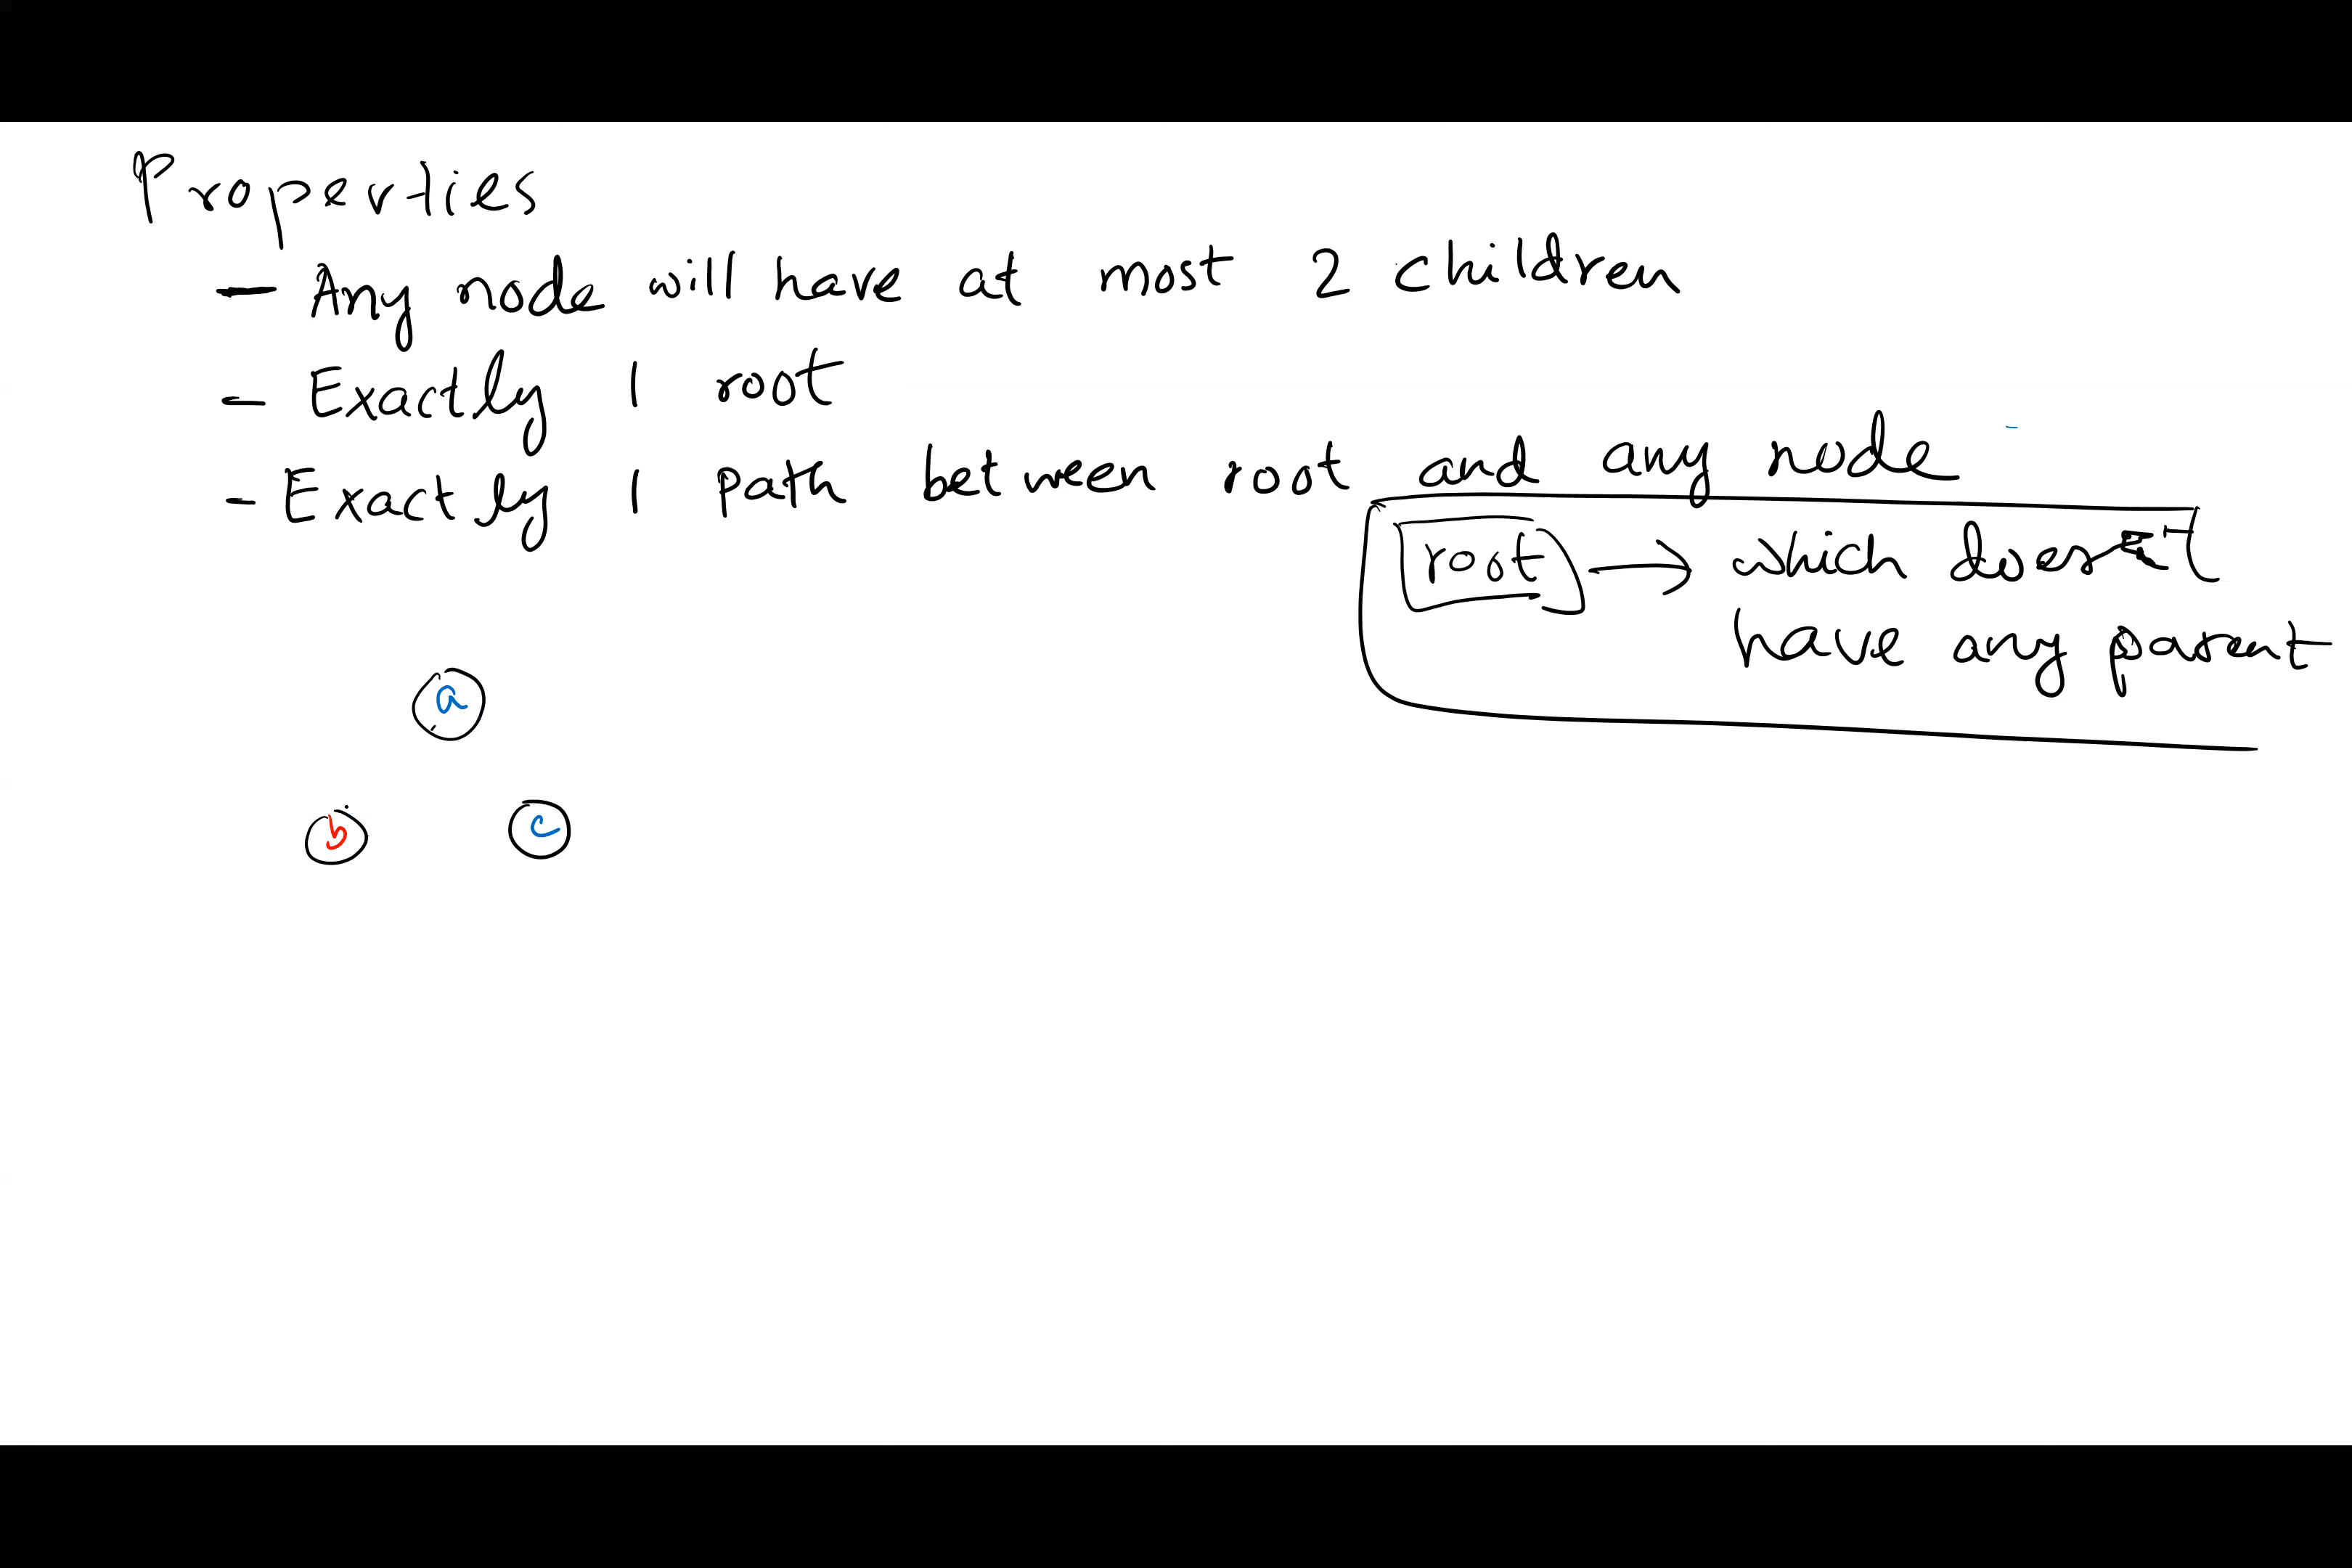 Properties
- Any node will have at most 2 children
- Exactly 1 root
- Exactly 1 path between root and any node
root → which doesn't
have any parent
a
b c